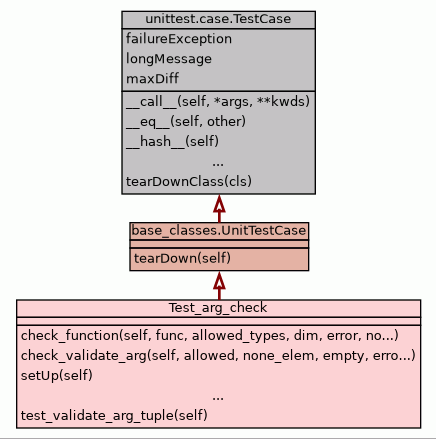 unittest.case.TestCase
failureException
longMessage
maxDiff
__call__(self, *args, **kwds)
__eq__(self, other)
__hash__(self)
...
tearDownClass(cls)
base_classes.UnitTestCase
tearDown(self)
Test_arg_check
check_function(self, func, allowed_types, dim, error, no...)
check_validate_arg(self, allowed, none_elem, empty, erro...)
setUp(self)
...
test_validate_arg_tuple(self)